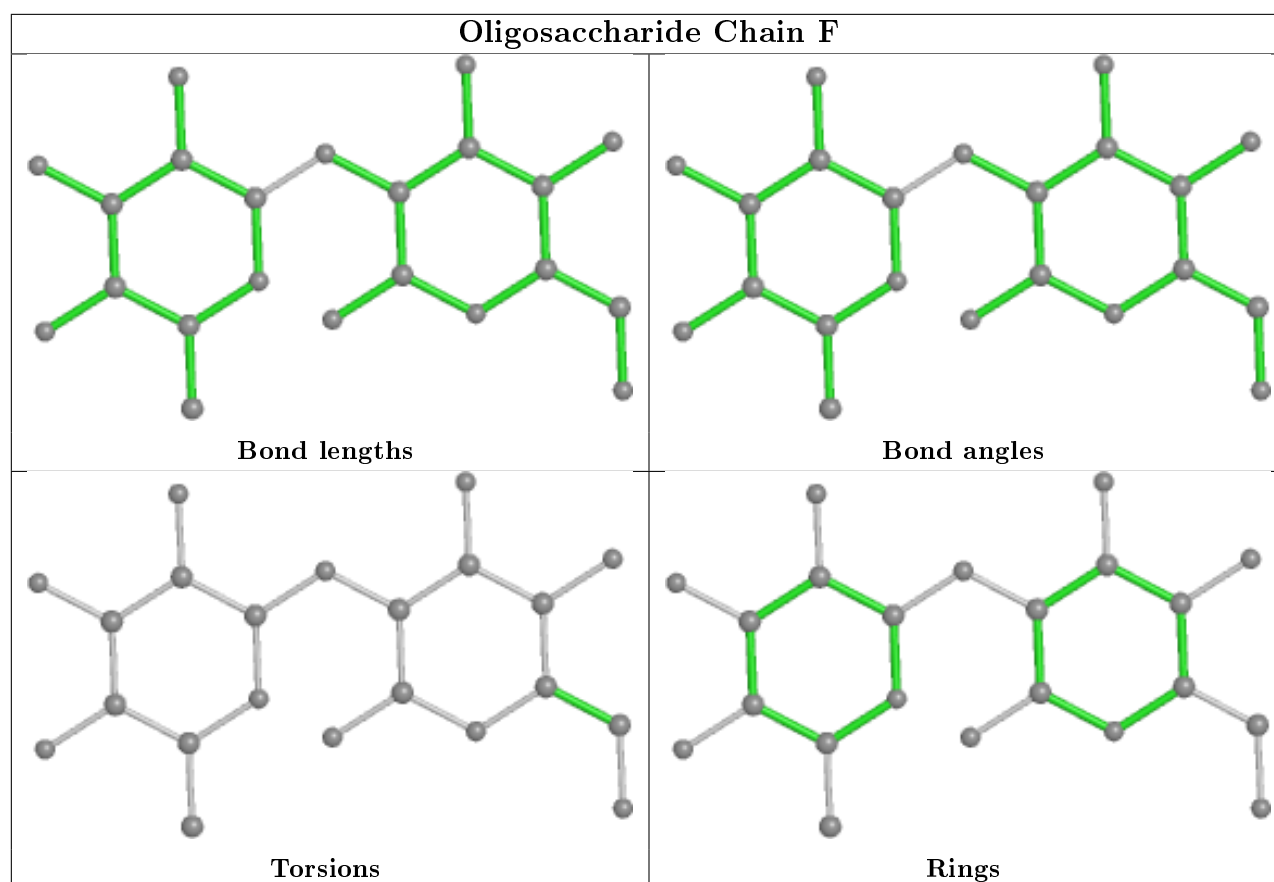 Oligosaccharide Chain F
Bond lengths
Bond angles
Torsions
Rings